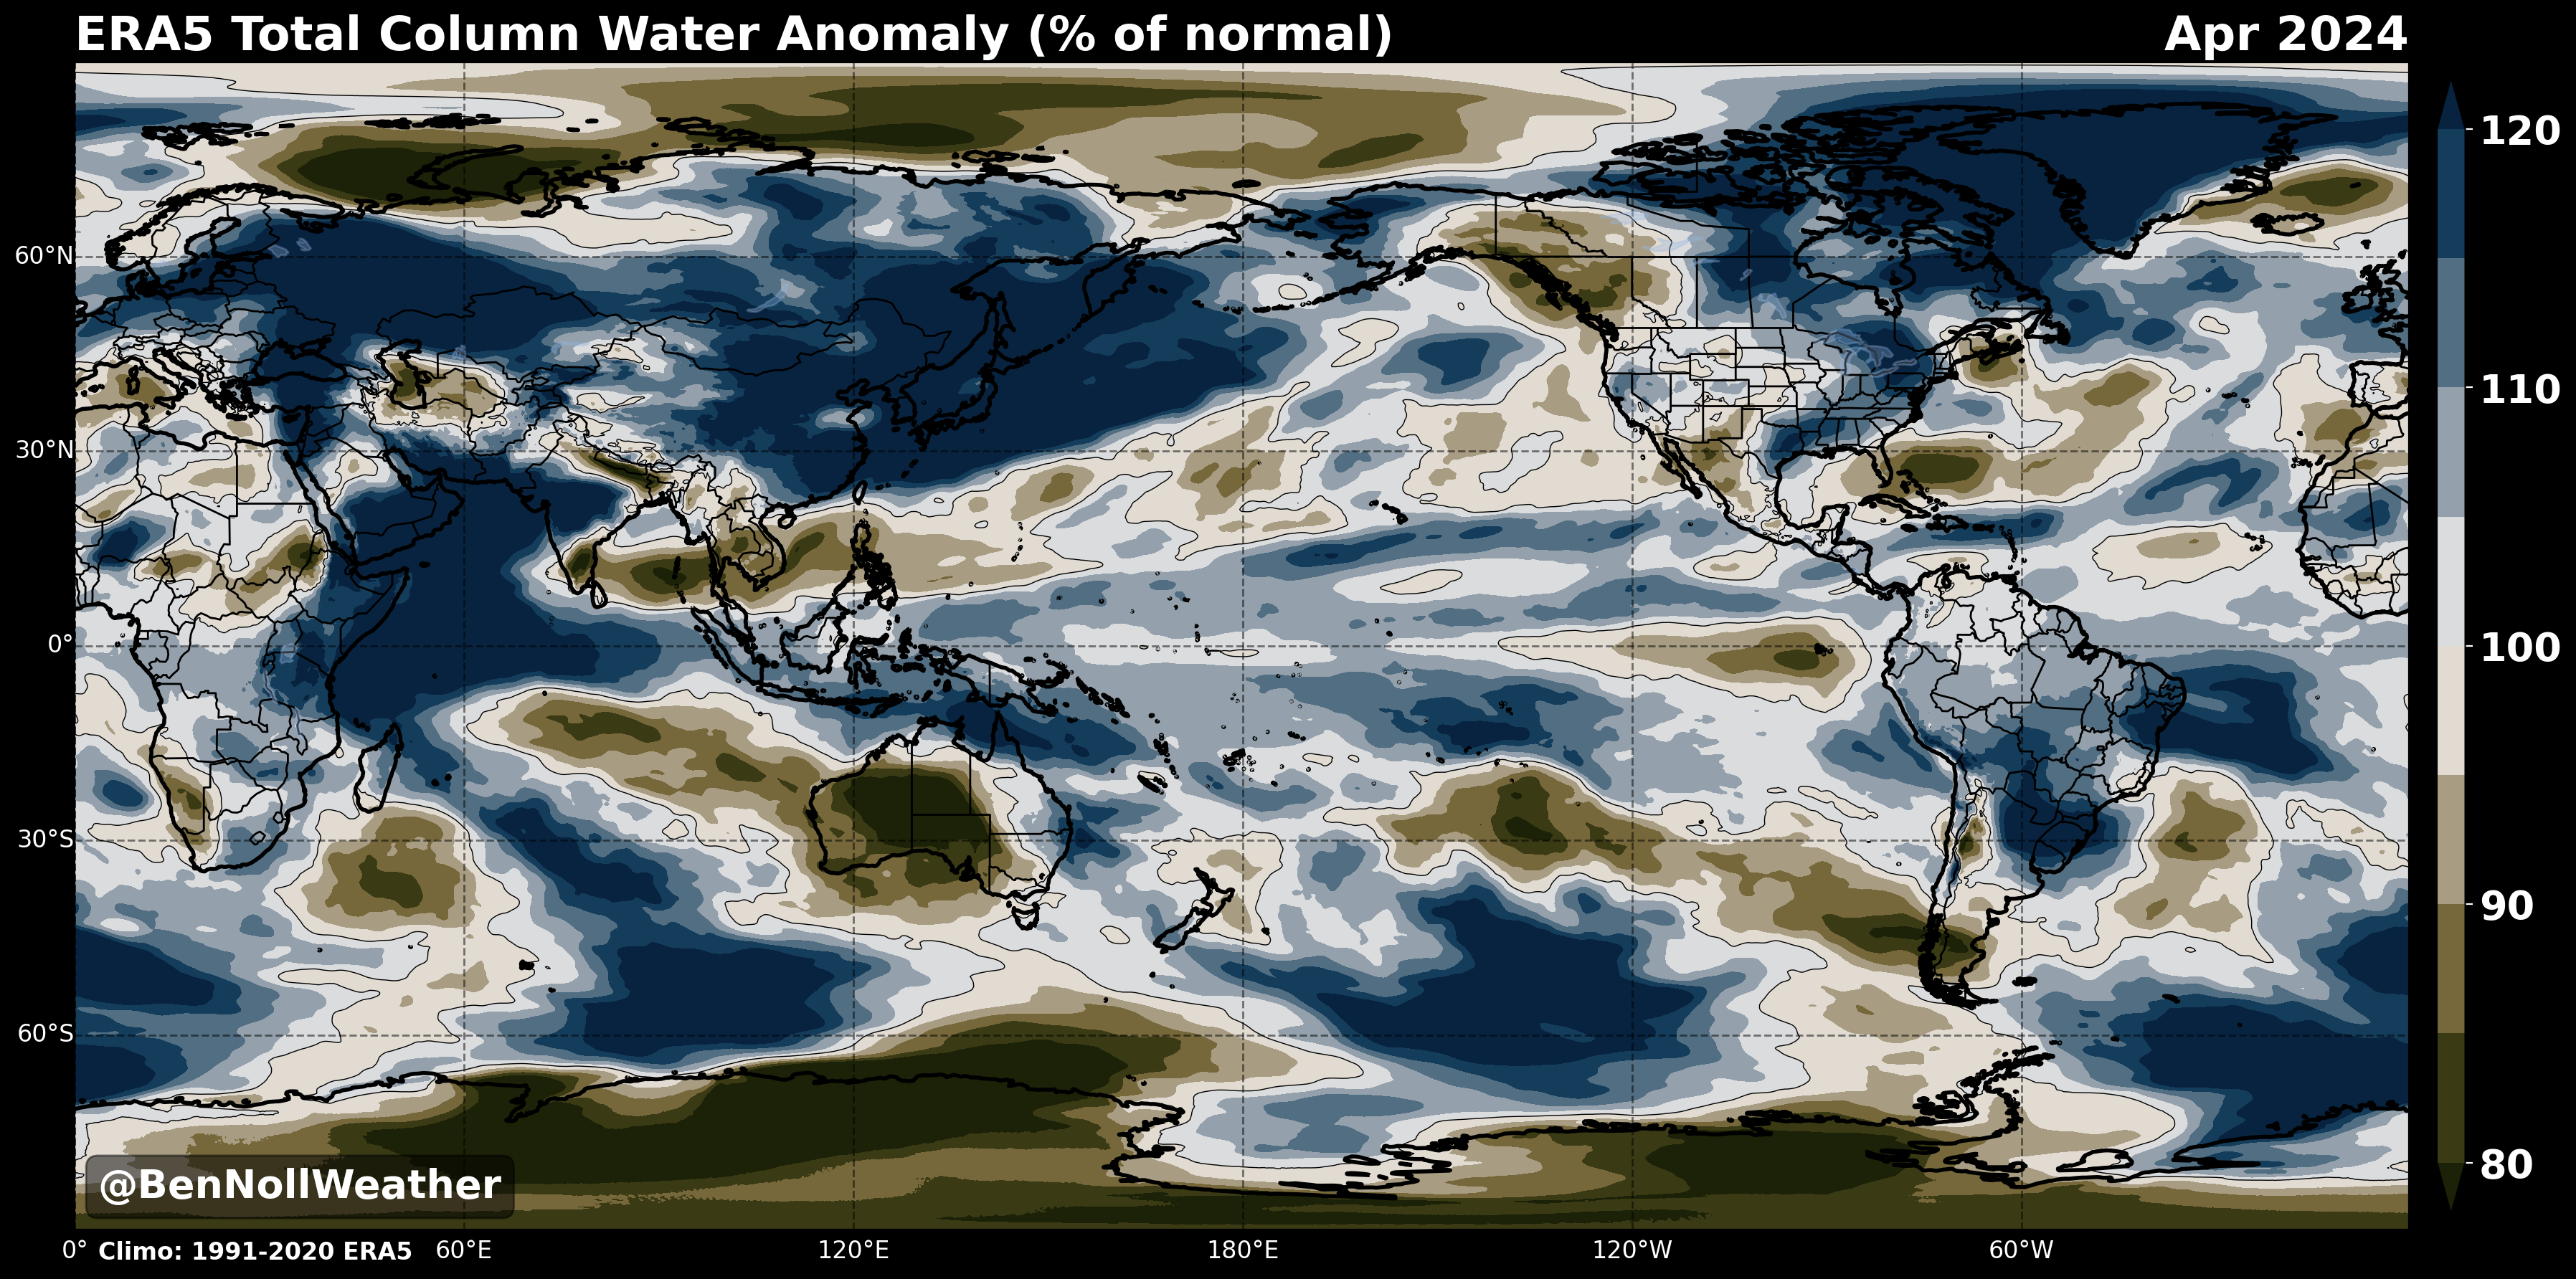 ERA5 Total Column Water Anomaly (% of normal) Apr 2024
120
110
100
90
80
60°N
30°N
0°
30°S
60°S
@BenNollWeather
0° Climo: 1991-2020 ERA5 60°E 120°E 180°E 120°W 60°W